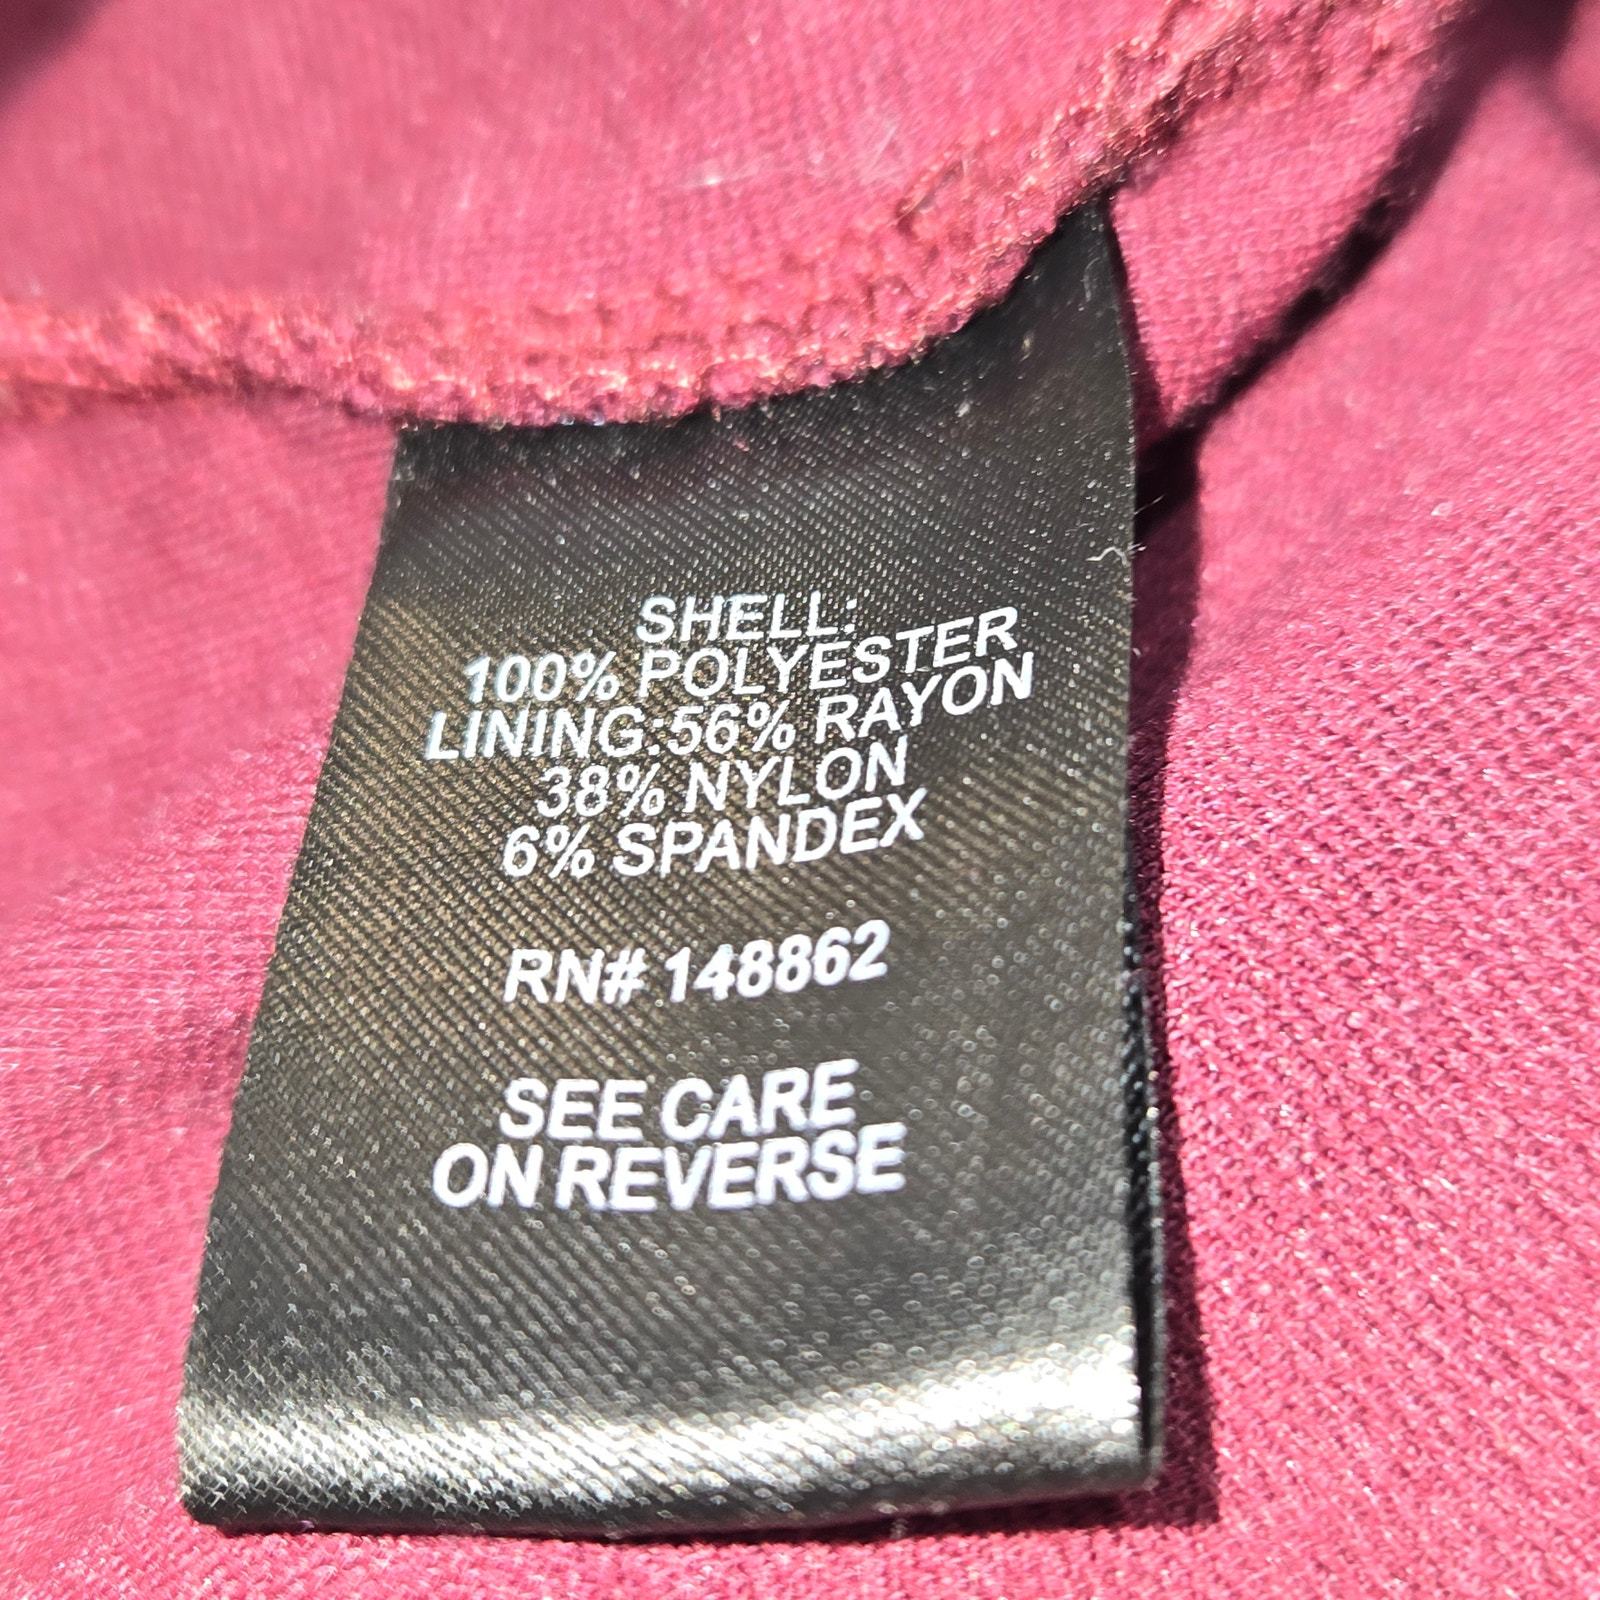 SHELL:
100% POLYESTER
LINING:56% RAYON
38% NYLON
6% SPANDEX
RN# 148862
SEE CARE
ON REVERSE